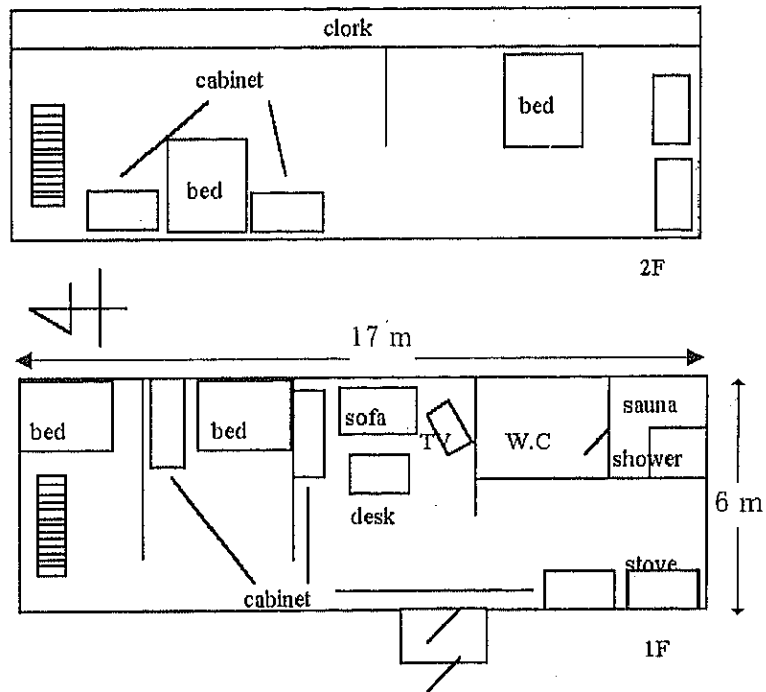 clork
cabinet
bed
bed
2F
17 m
bed
bed
sofa
TV
W.C
sauna
shower
desk
6 m
stove
cabinet
1F